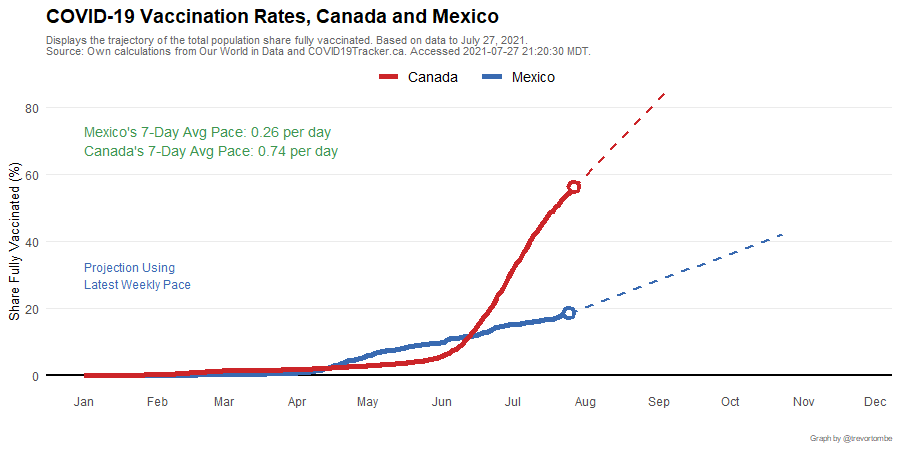 COVID-19 Vaccination Rates, Canada and Mexico
Displays the trajectory of the total population share fully vaccinated. Based on data to July 27, 2021.
Source: Own calculations from Our World in Data and COVID19Tracker.ca. Accessed 2021-07-27 21:20:30 MDT.
Canada Mexico
80
Mexico's 7-Day Avg Pace: 0.26 per day
Canada's 7-Day Avg Pace: 0.74 per day
60
Share Fully Vaccinated (%)
40
Projection Using
Latest Weekly Pace
20
0
Jan Feb Mar Apr May Jun Jul Aug Sep Oct Nov Dec
Graph by @trevortombe